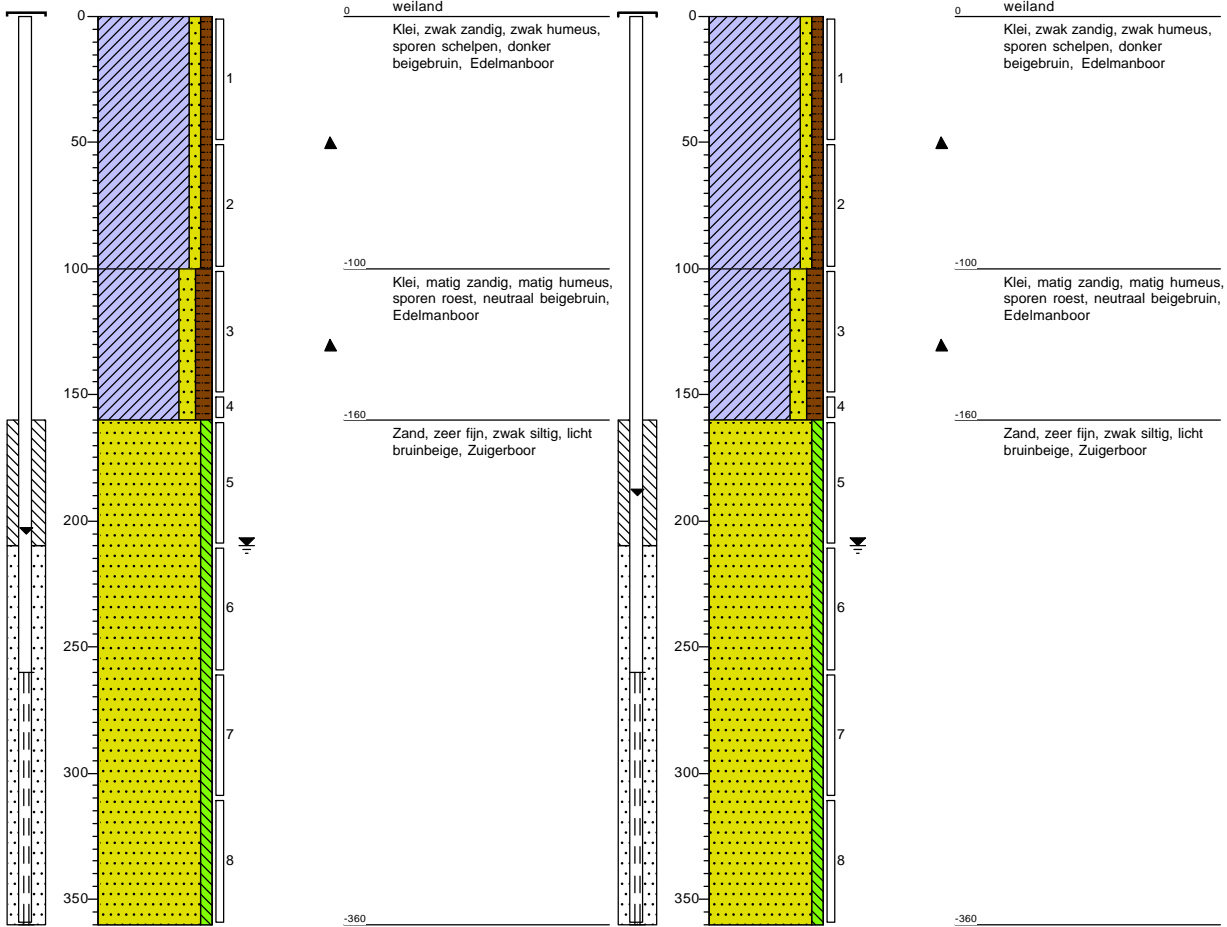 0
50
100
150
200
250
300
350
1
2
3
4
5
6
7
8
0
weiland
Klei, zwak zandig, zwak humeus,
sporen schelpen, donker
beigebruin, Edelmanboor
-100
Klei, matig zandig, matig humeus,
sporen roest, neutraal beigebruin,
Edelmanboor
-160
Zand, zeer fijn, zwak siltig, licht
bruinbeige, Zuigerboor
-360
0
50
100
150
200
250
300
350
1
2
3
4
5
6
7
8
0
weiland
Klei, zwak zandig, zwak humeus,
sporen schelpen, donker
beigebruin, Edelmanboor
-100
Klei, matig zandig, matig humeus,
sporen roest, neutraal beigebruin,
Edelmanboor
-160
Zand, zeer fijn, zwak siltig, licht
bruinbeige, Zuigerboor
-360